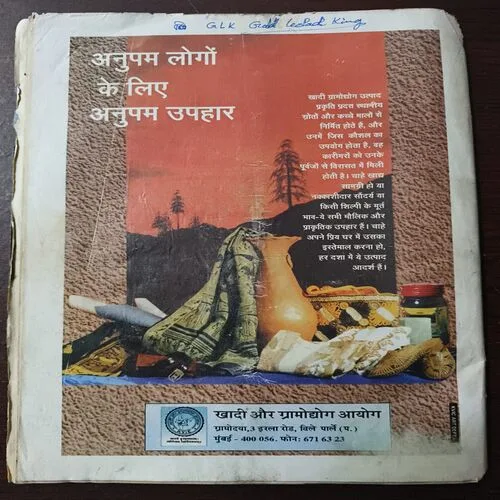 GLK Gold Leaf King
अनुपम लोगों
के लिए
अनुपम उपहार
खादी ग्रामोद्योग उत्पाद
प्रकृति प्रदत्त स्थानीय
स्रोतों और कच्चे मालों से
निर्मित होते हैं, और
उनमें जिस कौशल का
उपयोग होता है, वह
कारीगरों को उनके
पूर्वजों से विरासत में मिली
होती है। चाहे खाद्य
सामग्री हो या
नक्काशीदार सौंदर्य या
किसी शिल्पी के मूर्त
भाव-ये सभी मौलिक और
प्राकृतिक उपहार हैं। चाहे
अपने प्रिय घर में उसका
इस्तेमाल करना हो,
हर दशा में ये उत्पाद
आदर्श हैं।
खादी और ग्रामोद्योग आयोग
ग्रामोदय,3 इरला रोड, विले पार्ले (प.)
मुंबई - 400 056. फोन: 671 63 23